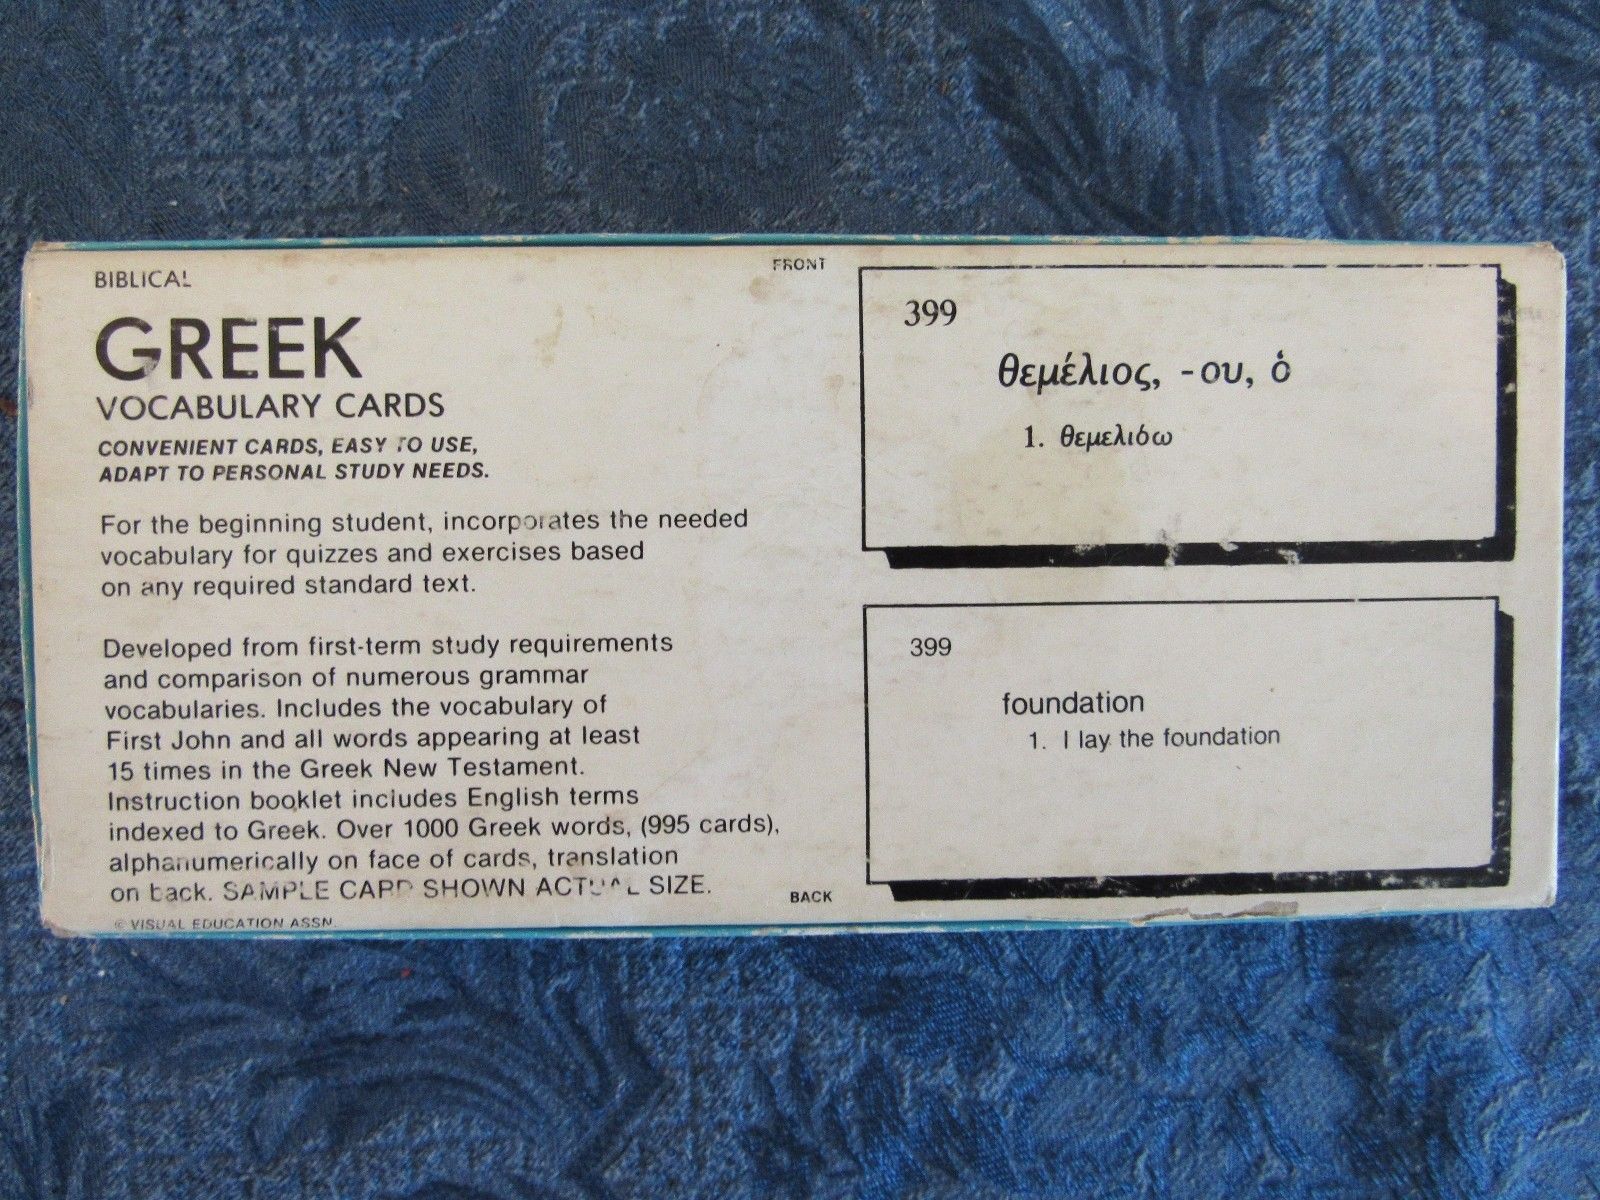 BIBLICAL
GREEK
VOCABULARY CARDS
CONVENIENT CARDS, EASY TO USE,
ADAPT TO PERSONAL STUDY NEEDS.
For the beginning student, incorporates the needed
vocabulary for quizzes and exercises based
on any required standard text.
Developed from first-term study requirements
and comparison of numerous grammar
vocabularies. Includes the vocabulary of
First John and all words appearing at least
15 times in the Greek New Testament.
Instruction booklet includes English terms
indexed to Greek. Over 1000 Greek words, (995 cards),
alphanumerically on face of cards, translation
on back. SAMPLE CARD SHOWN ACTUAL SIZE.
© VISUAL EDUCATION ASSN.
FRONT
399
θεμέλιος, -ου, ὁ
1. θεμελιόω
399
foundation
1. I lay the foundation
BACK